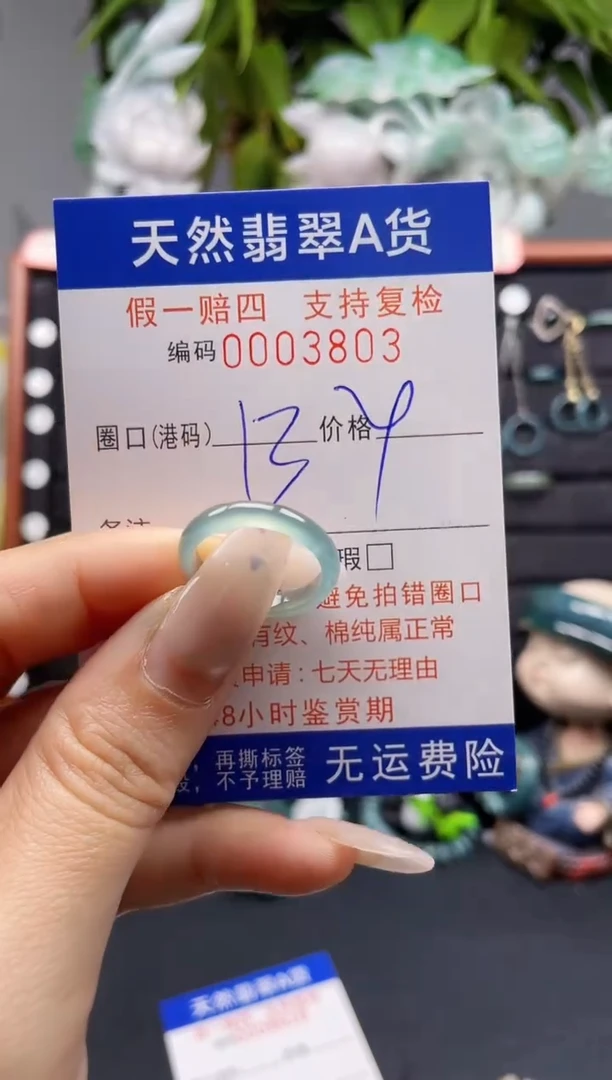 天然翡翠A货
假一赔四 支持复检
编码0003803
圈口(港码) 13 价格
备注
瑕□
避免拍错圈口
有纹、棉纯属正常
申请：七天无理由
8小时鉴赏期
，再撕标签
，不予理赔
无运费险
天然翡翠A货